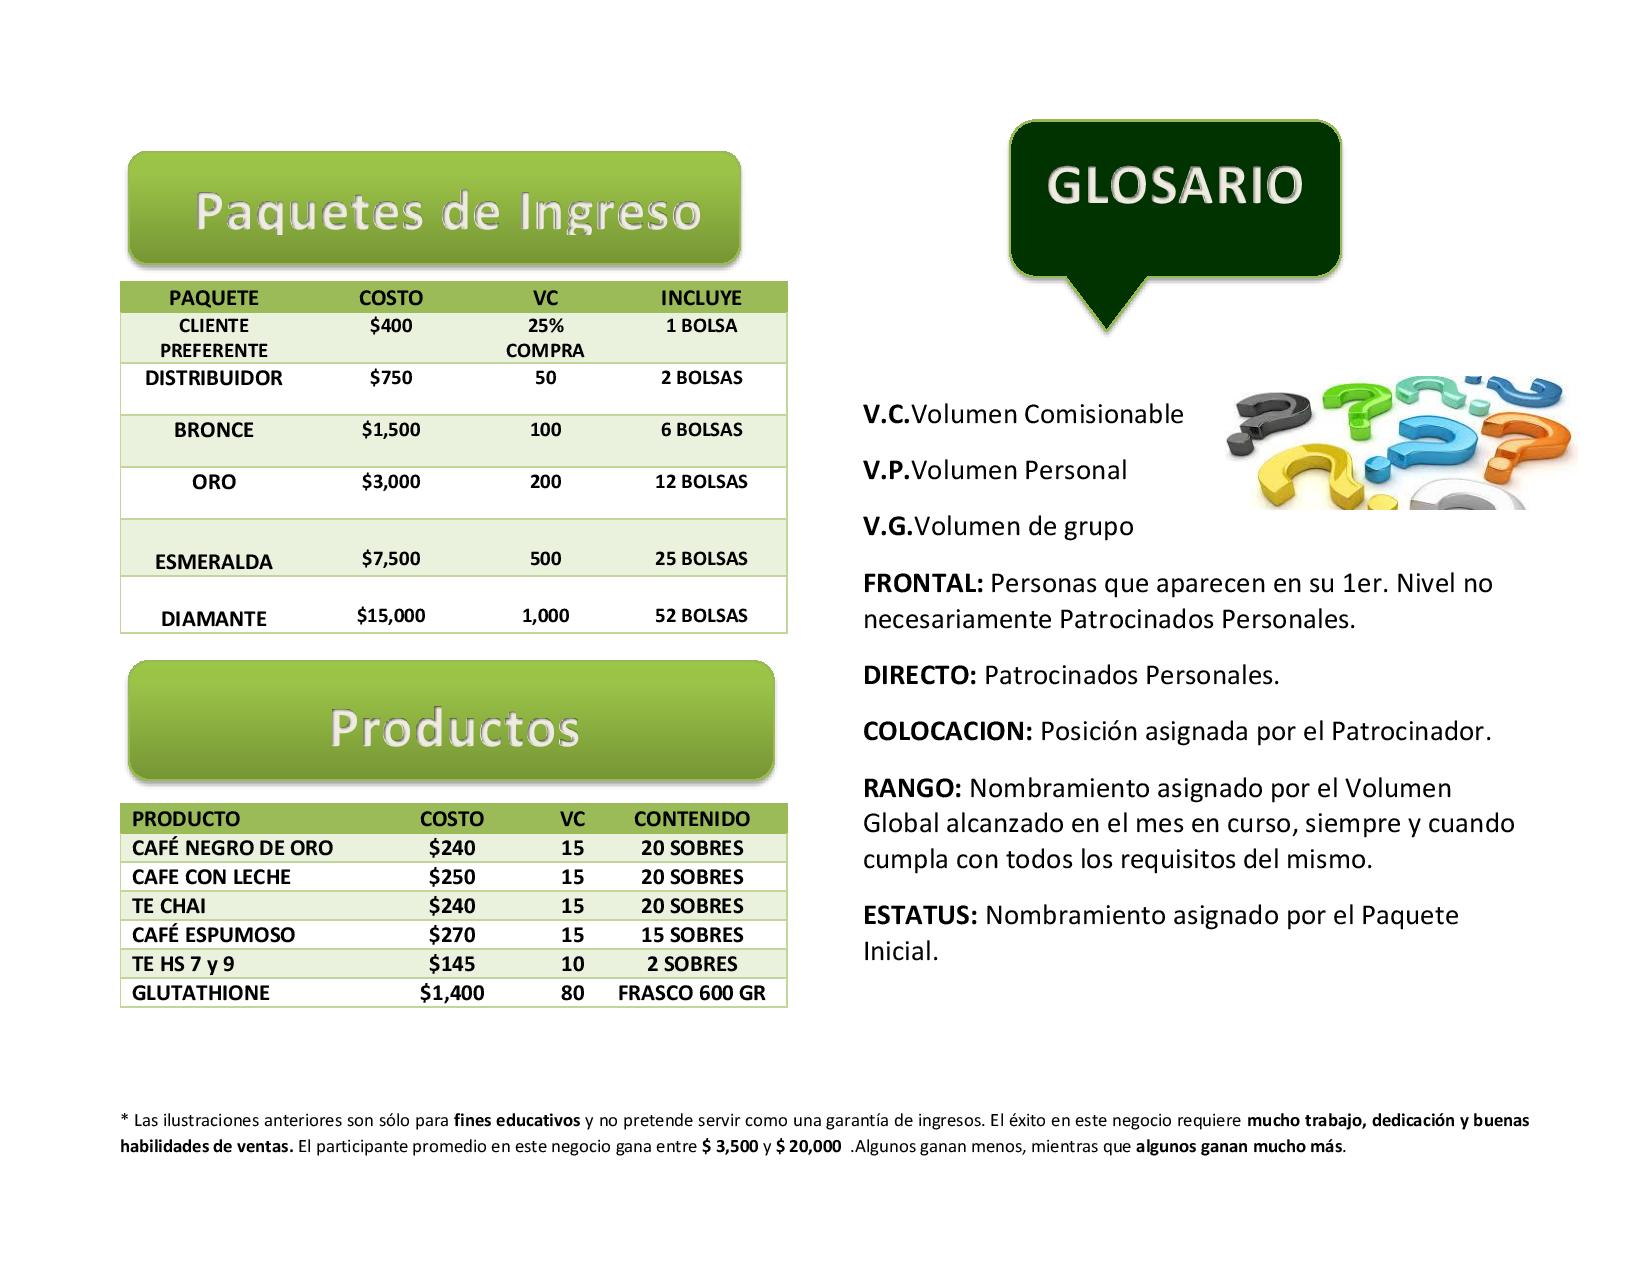 Paquetes de Ingreso
PAQUETE COSTO VC INCLUYE
CLIENTE $400 25% 1 BOLSA
PREFERENTE COMPRA
DISTRIBUIDOR $750 50 2 BOLSAS
BRONCE $1,500 100 6 BOLSAS
ORO $3,000 200 12 BOLSAS
ESMERALDA $7,500 500 25 BOLSAS
DIAMANTE $15,000 1,000 52 BOLSAS
Productos
PRODUCTO COSTO VC CONTENIDO
CAFÉ NEGRO DE ORO $240 15 20 SOBRES
CAFE CON LECHE $250 15 20 SOBRES
TE CHAI $240 15 20 SOBRES
CAFÉ ESPUMOSO $270 15 15 SOBRES
TE HS 7 y 9 $145 10 2 SOBRES
GLUTATHIONE $1,400 80 FRASCO 600 GR
GLOSARIO
V.C.Volumen Comisionable
V.P.Volumen Personal
V.G.Volumen de grupo
FRONTAL: Personas que aparecen en su 1er. Nivel no
necesariamente Patrocinados Personales.
DIRECTO: Patrocinados Personales.
COLOCACION: Posición asignada por el Patrocinador.
RANGO: Nombramiento asignado por el Volumen
Global alcanzado en el mes en curso, siempre y cuando
cumpla con todos los requisitos del mismo.
ESTATUS: Nombramiento asignado por el Paquete
Inicial.
* Las ilustraciones anteriores son sólo para fines educativos y no pretende servir como una garantía de ingresos. El éxito en este negocio requiere mucho trabajo, dedicación y buenas
habilidades de ventas. El participante promedio en este negocio gana entre $ 3,500 y $ 20,000 .Algunos ganan menos, mientras que algunos ganan mucho más.